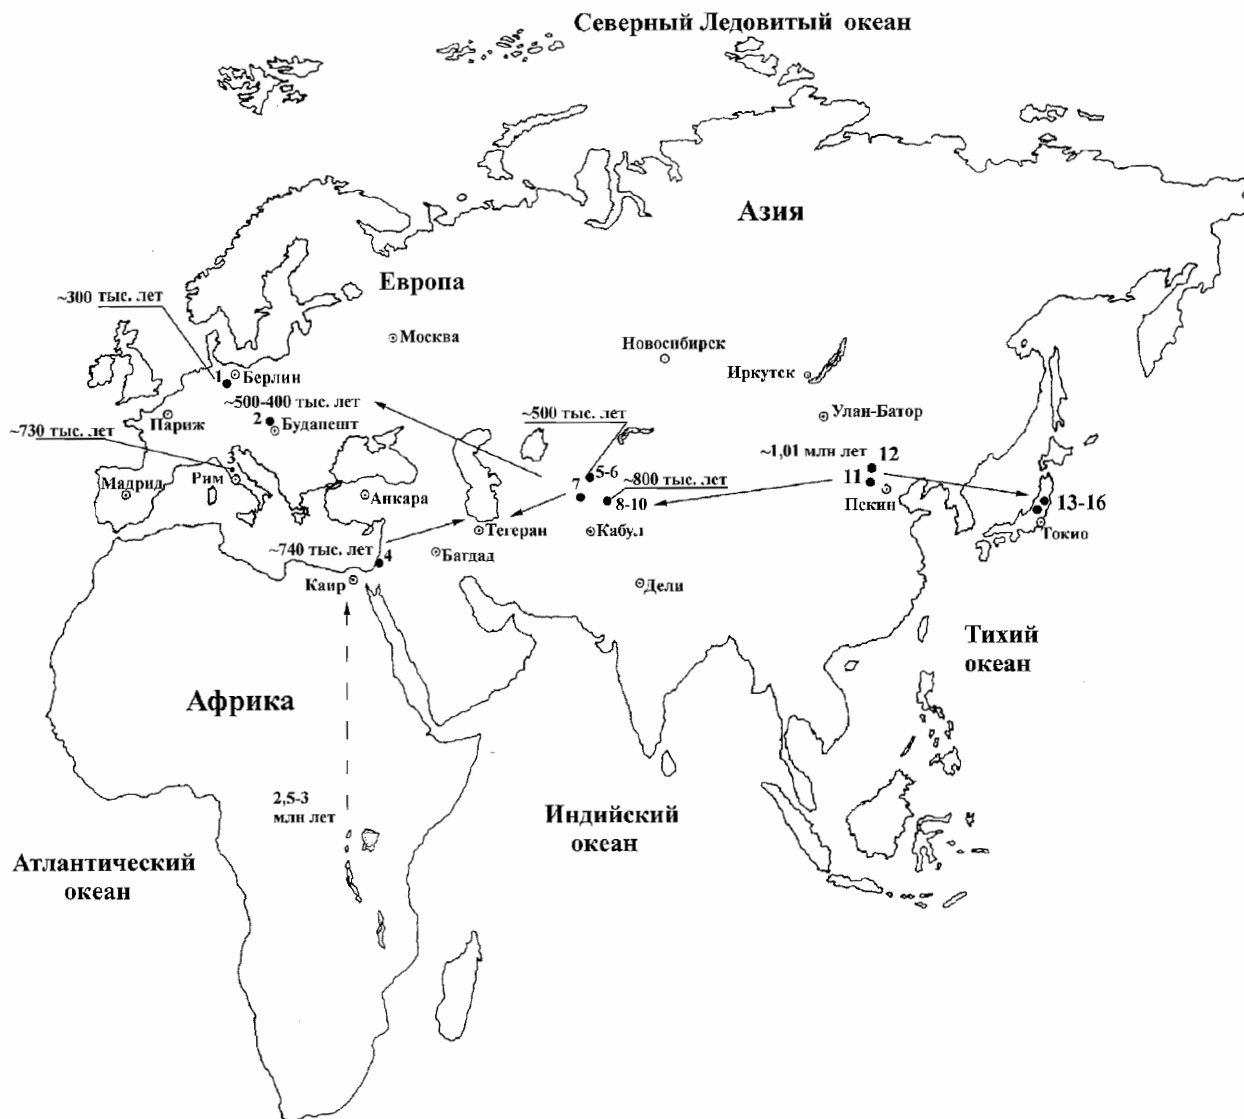 Северный Ледовитый океан
Азия
Европа
~300 тыс. лет
Москва
Новосибирск
Иркутск
1
Берлин
~500-400 тыс. лет
~500 тыс. лет
Улан-Батор
Париж
2
Будапешт
~730 тыс. лет
~1,01 млн лет
12
3
5-6
Мадрид
Рим
Анкара
7
~800 тыс. лет
11
8-10
Пекин
13-16
Тегеран
Кабул
Токио
~740 тыс. лет
4
Багдад
Каир
Дели
Тихий
океан
Африка
2,5-3
млн лет
Индийский
океан
Атлантический
океан